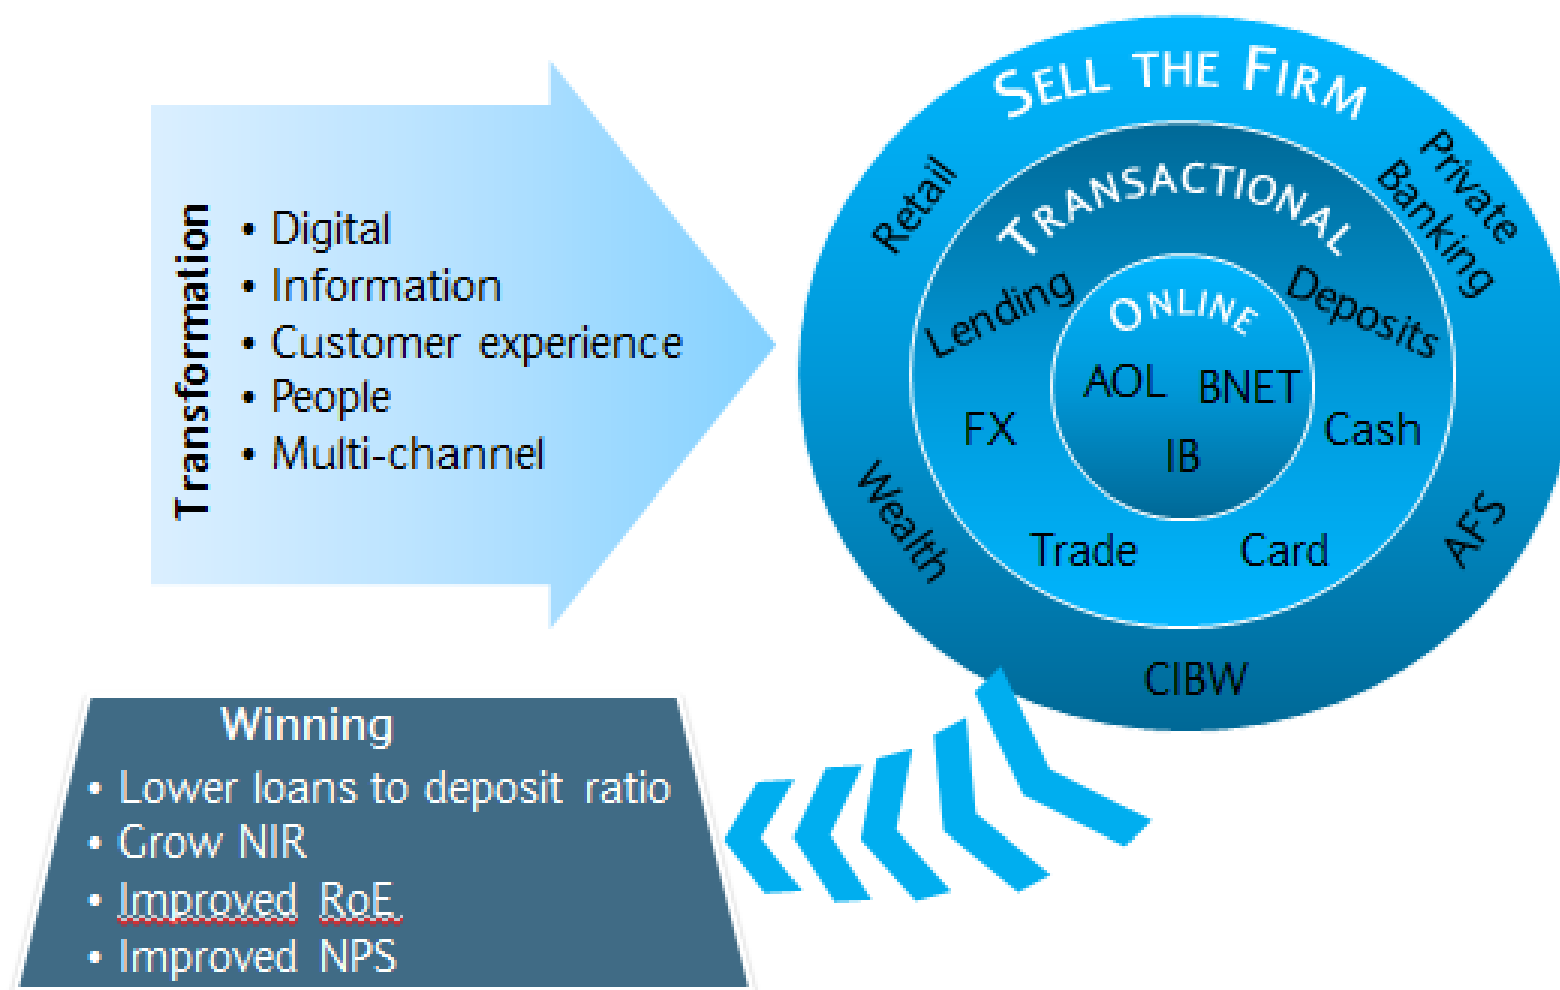 Transformation
• Digital
• Information
• Customer experience
• People
• Multi-channel
SELL THE FIRM
Retail
Private
Banking
Wealth
AFS
CIBW
TRANSACTIONAL
Lending
Deposits
FX
Cash
Trade
Card
ONLINE
AOL BNET
IB
Winning
• Lower loans to deposit ratio
• Grow NIR
• Improved RoE
• Improved NPS